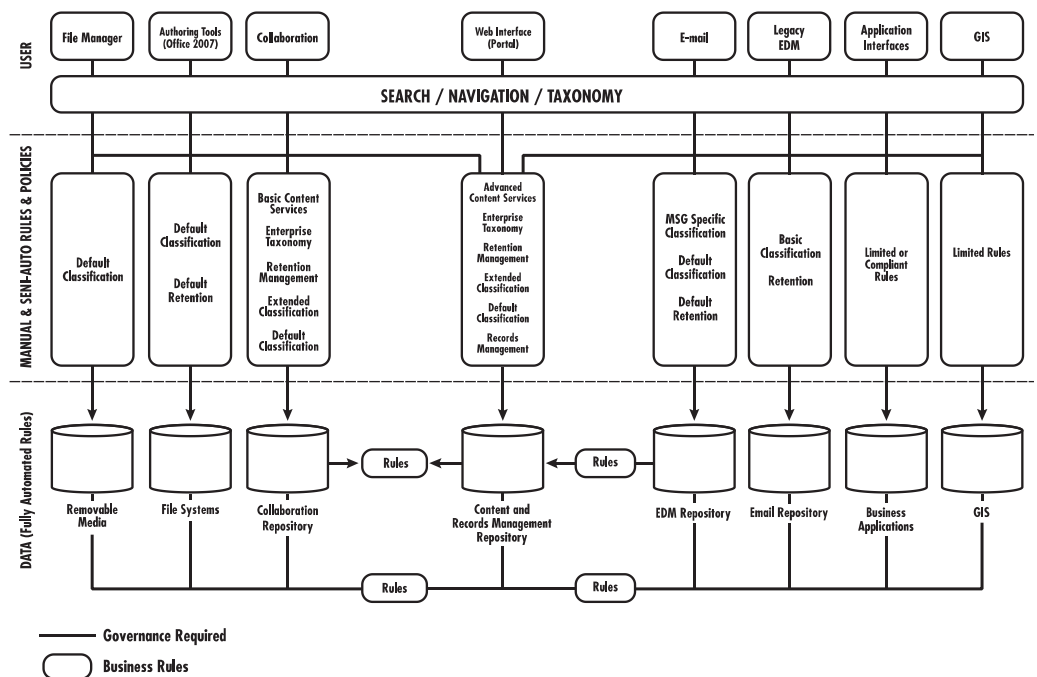 USER
File Manager
Authoring Tools
(Office 2007)
Collaboration
Web Interface
(Portal)
E-mail
Legacy
EDM
Application
Interfaces
GIS
SEARCH / NAVIGATION / TAXONOMY
MANUAL & SENI-AUTO RULES & POLICIES
Default
Classification
Default
Classification
Default
Retention
Basic Content
Services
Enterprise
Taxonomy
Retention
Management
Extended
Classification
Default
Classification
Advanced
Content Services
Enterprise
Taxonomy
Retention
Management
Extended
Classification
Default
Classification
Records
Management
MSG Specific
Classification
Default
Classification
Default
Retention
Basic
Classification
Retention
Limited or
Compliant
Rules
Limited Rules
DATA (Fully Automated Rules)
Rules
Rules
Removable
Media
File Systems
Collaboration
Repository
Content and
Records Management
Repository
EDM Repository
Email Repository
Business
Applications
GIS
Rules
Rules
Governance Required
Business Rules